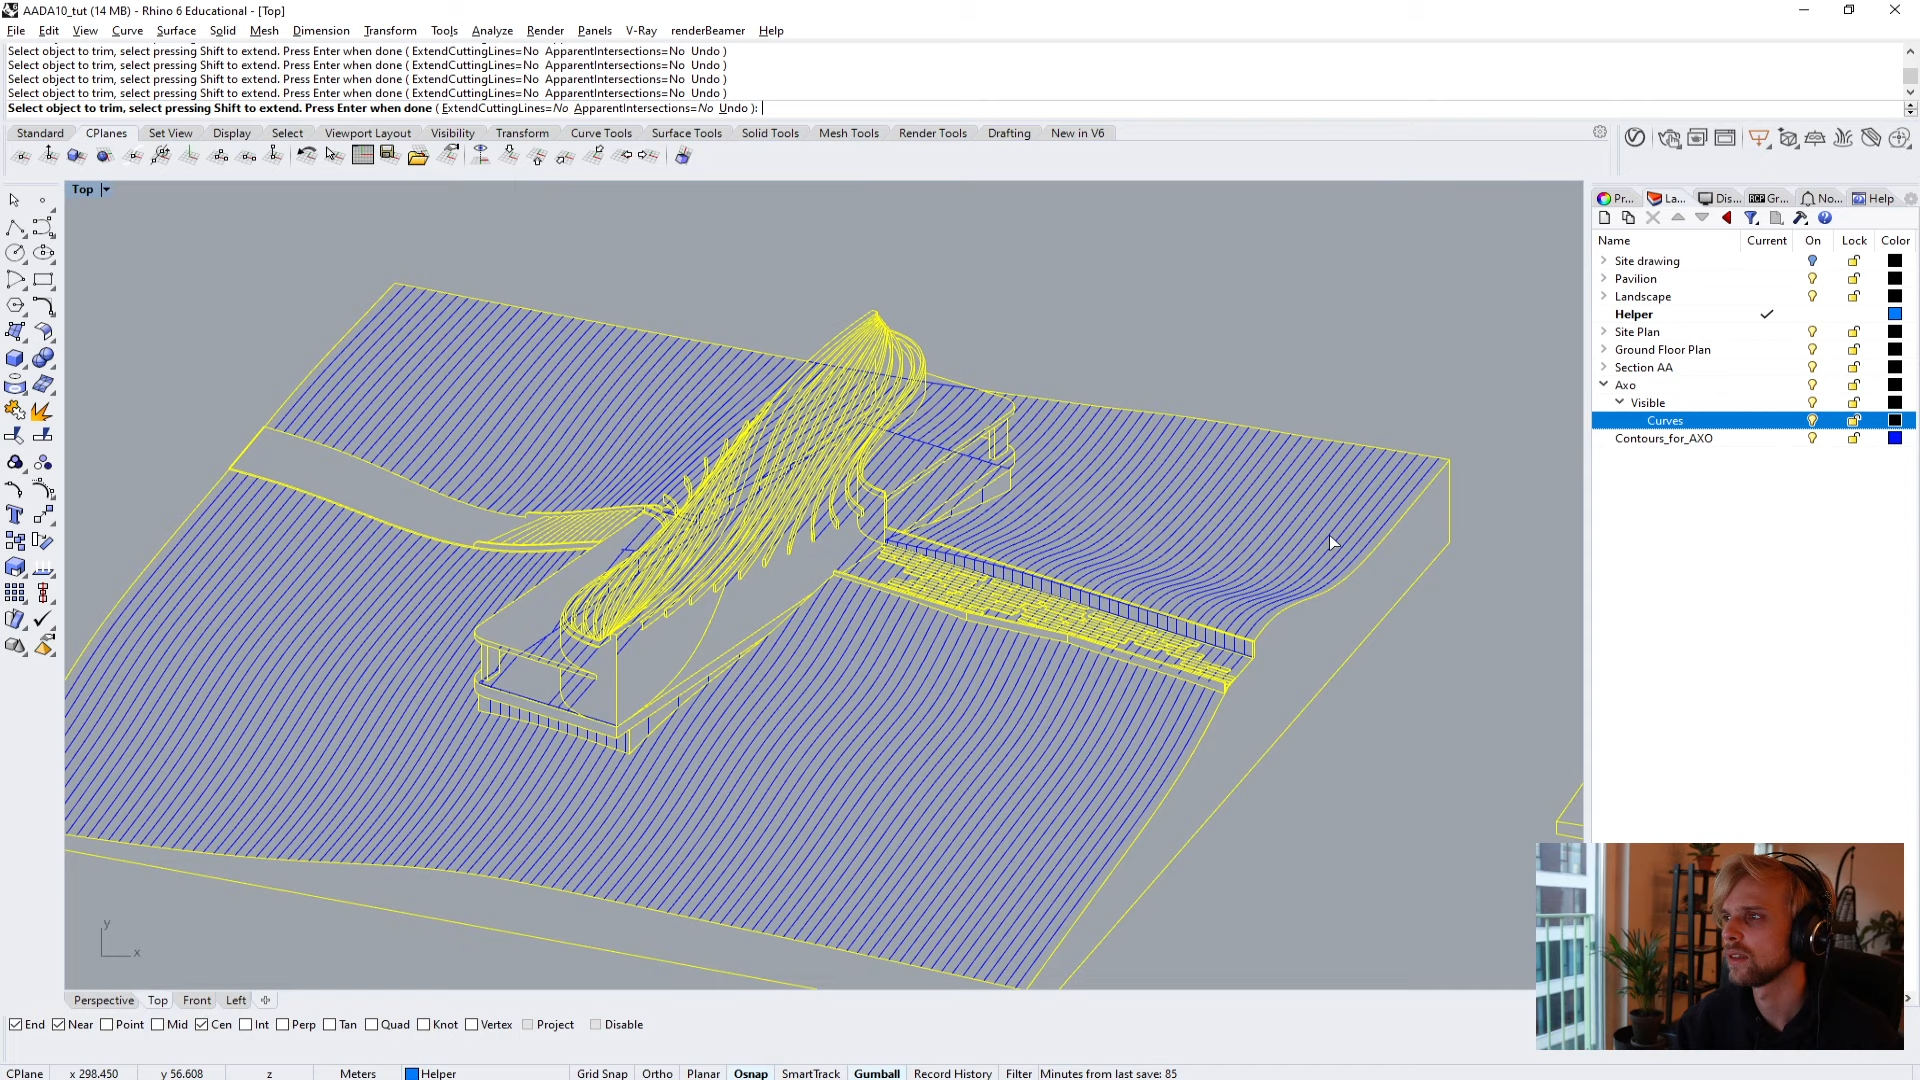 AADA10_tut (14 MB) - Rhino 6 Educational - [Top]
File Edit View Curve Surface Solid Mesh Dimension Transform Tools Analyze Render Panels V-Ray renderBeamer Help
Select object to trim, select pressing Shift to extend. Press Enter when done ( ExtendCuttingLines=No ApparentIntersections=No Undo )
Select object to trim, select pressing Shift to extend. Press Enter when done ( ExtendCuttingLines=No ApparentIntersections=No Undo )
Select object to trim, select pressing Shift to extend. Press Enter when done ( ExtendCuttingLines=No ApparentIntersections=No Undo )
Select object to trim, select pressing Shift to extend. Press Enter when done ( ExtendCuttingLines=No ApparentIntersections=No Undo )
Select object to trim, select pressing Shift to extend. Press Enter when done ( ExtendCuttingLines=No ApparentIntersections=No Undo ):
Standard CPlanes Set View Display Select Viewport Layout Visibility Transform Curve Tools Surface Tools Solid Tools Mesh Tools Render Tools Drafting New in V6
Top
Pr... La... Dis... RCP Gr... No... Help
Name Current On Lock Color
Site drawing
Pavilion
Landscape
Helper
Site Plan
Ground Floor Plan
Section AA
Axo
Visible
Curves
Contours_for_AXO
y
x
Perspective Top Front Left
End Near Point Mid Cen Int Perp Tan Quad Knot Vertex Project Disable
CPlane x 298.450 y 56.608 z Meters Helper Grid Snap Ortho Planar Osnap SmartTrack Gumball Record History Filter Minutes from last save: 85